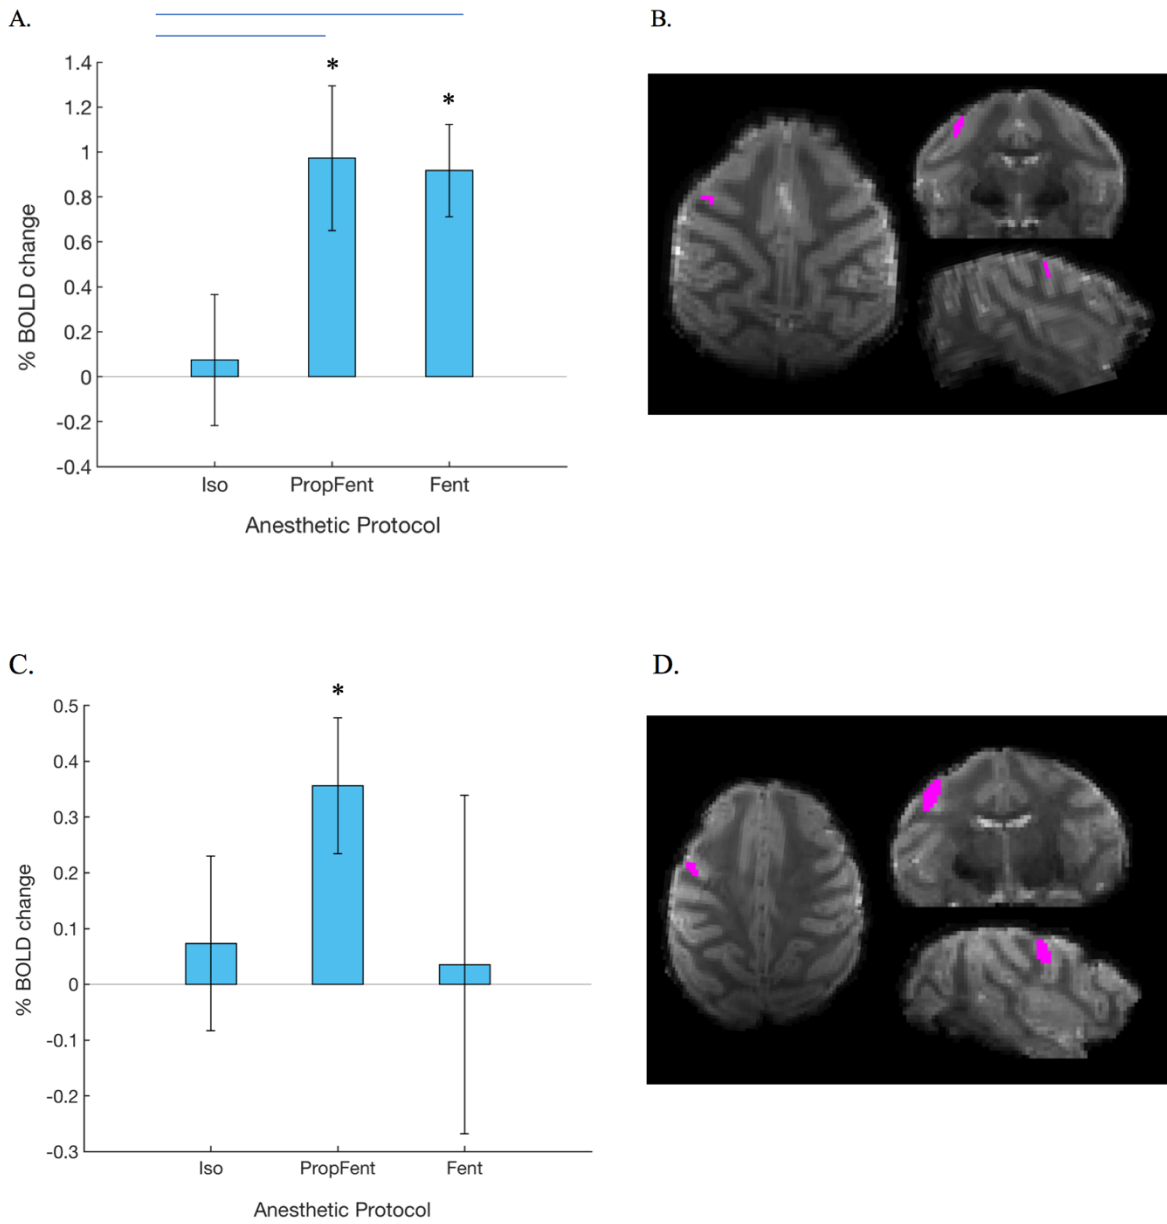 A.
B.
*
*
1.4
1.2
1
0.8
0.6
0.4
0.2
0
-0.2
-0.4
% BOLD change
Iso PropFent Fent
Anesthetic Protocol
C.
D.
*
0.5
0.4
0.3
0.2
0.1
0
-0.1
-0.2
-0.3
% BOLD change
Iso PropFent Fent
Anesthetic Protocol